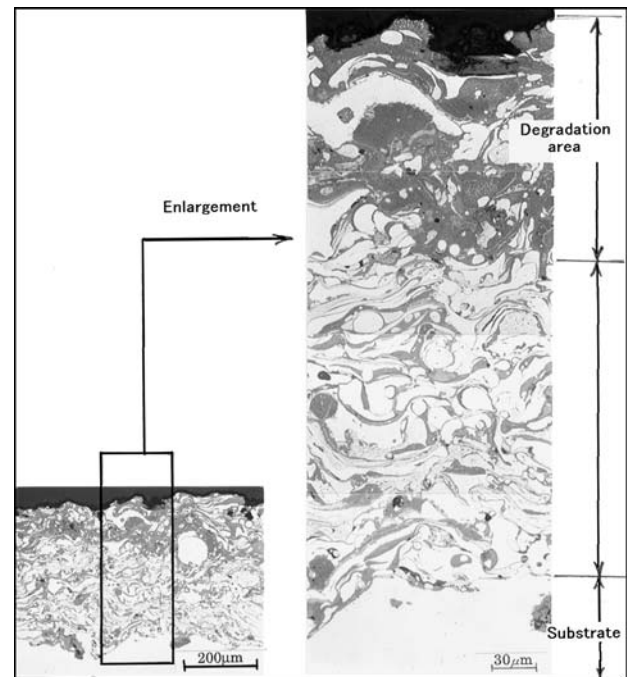 Enlargement
Degradation
area
Substrate
200μm
30μm